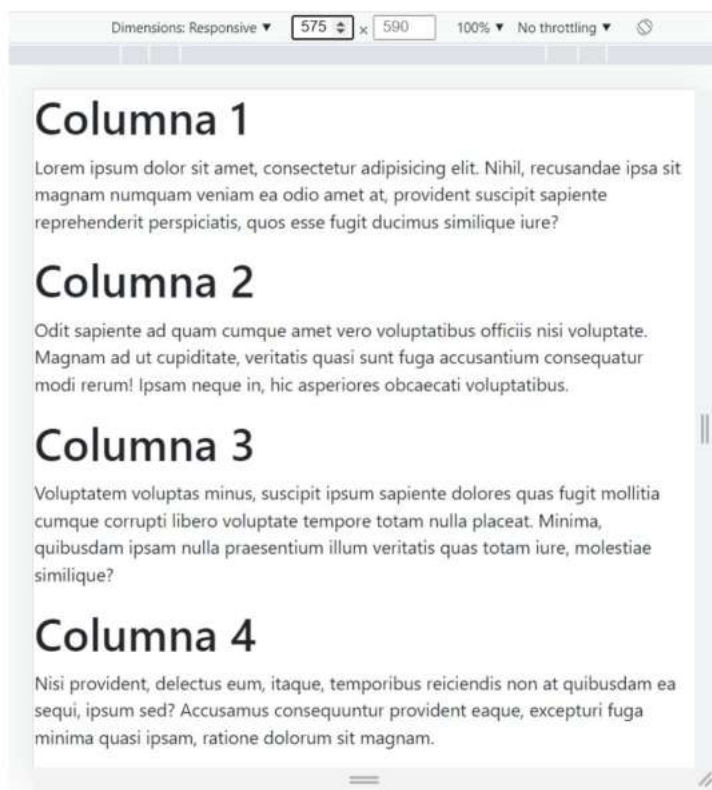 Dimensions: Responsive ▼ 575 × 590 100% ▼ No throttling ▼
Columna 1
Lorem ipsum dolor sit amet, consectetur adipisicing elit. Nihil, recusandae ipsa sit
magnam numquam veniam ea odio amet at, provident suscipit sapiente
reprehenderit perspiciatis, quos esse fugit ducimus similique iure?
Columna 2
Odit sapiente ad quam cumque amet vero voluptatibus officiis nisi voluptate.
Magnam ad ut cupiditate, veritatis quasi sunt fuga accusantium consequatur
modi rerum! Ipsam neque in, hic asperiores obcaecati voluptatibus.
Columna 3
Voluptatem voluptas minus, suscipit ipsum sapiente dolores quas fugit mollitia
cumque corrupti libero voluptate tempore totam nulla placeat. Minima,
quibusdam ipsam nulla praesentium illum veritatis quas totam iure, molestiae
similique?
Columna 4
Nisi provident, delectus eum, itaque, temporibus reiciendis non at quibusdam ea
sequi, ipsum sed? Accusamus consequuntur provident eaque, excepturi fuga
minima quasi ipsam, ratione dolorum sit magnam.